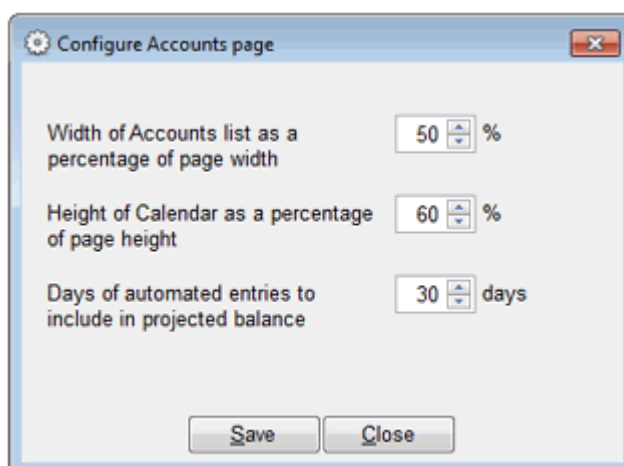 Configure Accounts page
Width of Accounts list as a
percentage of page width
50 %
Height of Calendar as a percentage
of page height
60 %
Days of automated entries to
include in projected balance
30 days
Save Close